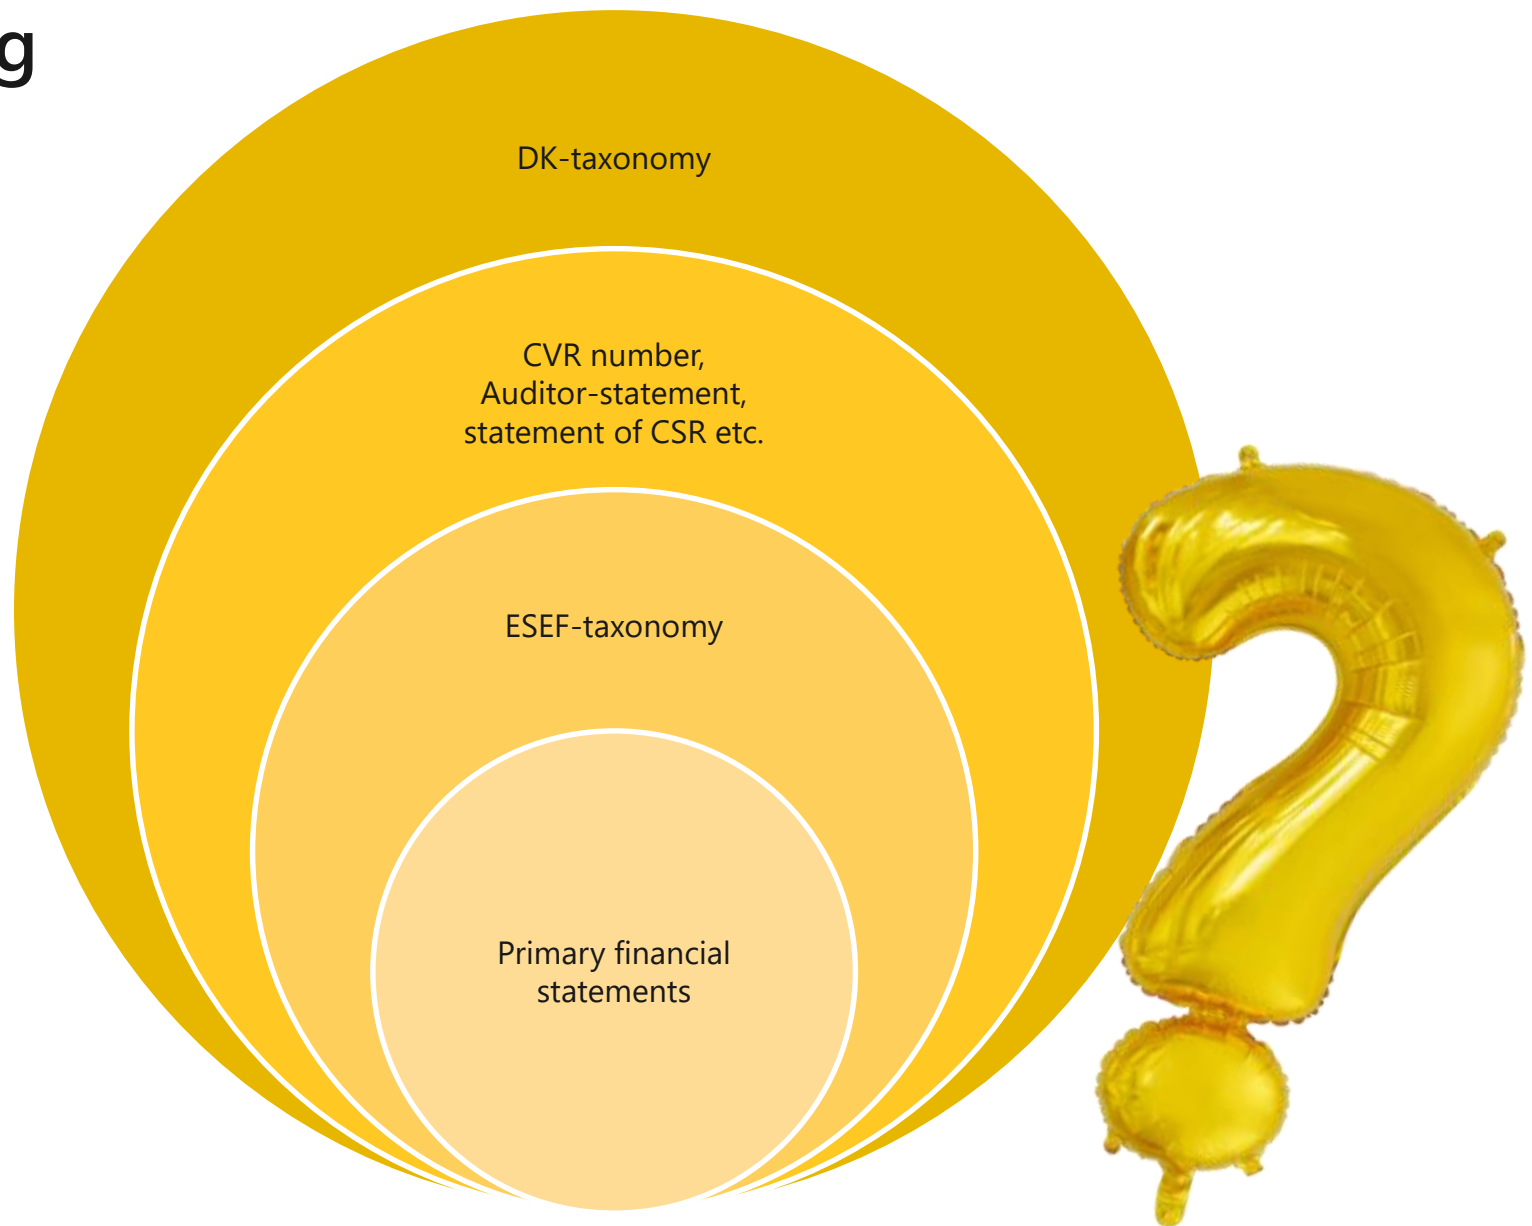 g
DK-taxonomy
CVR number,
Auditor-statement,
statement of CSR etc.
ESEF-taxonomy
Primary financial
statements